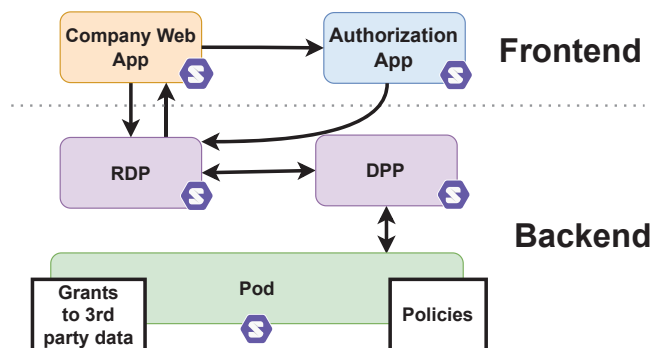 Company Web
App
Authorization
App
Frontend
RDP
DPP
Backend
Pod
Grants
to 3rd
party data
Policies